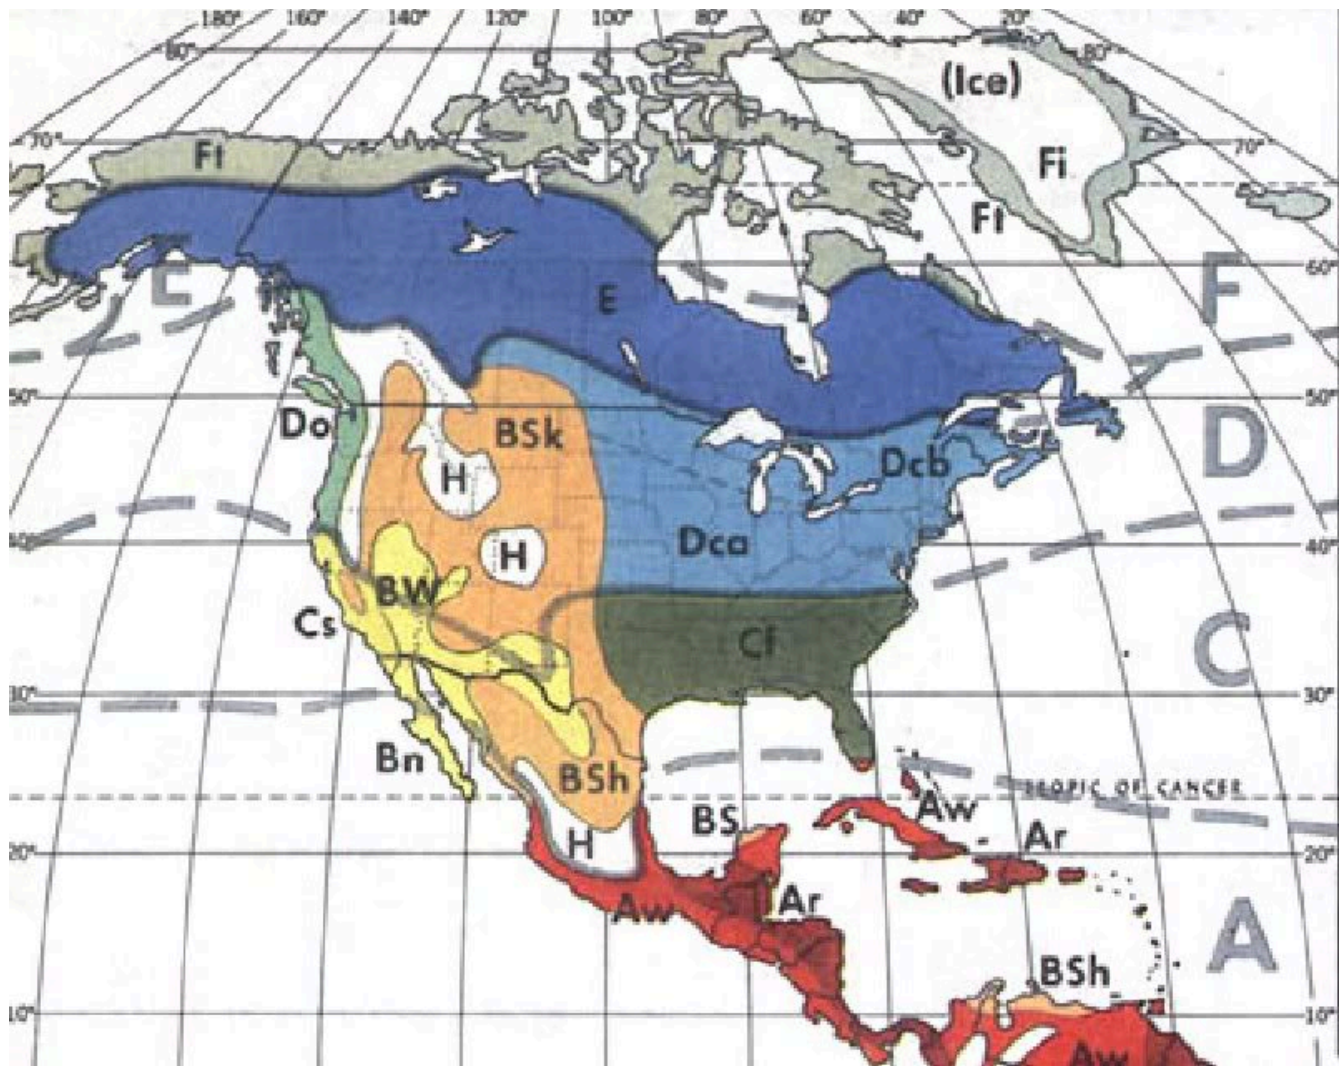 180° 160° 140° 120° 100° 80° 60° 40° 20°
80° 80°
(Ice)
70° Ft Fi 70°
Ft
E F
60°
E
50° Do BSk 50°
D
H Dcb
40° H Dca 40°
BW
Cs Cf C
30° 30°
Bn BSh
TROPIC OF CANCER
BS Aw
20° H Ar 20°
Aw Ar
A
BSh
10° 10°
Aw